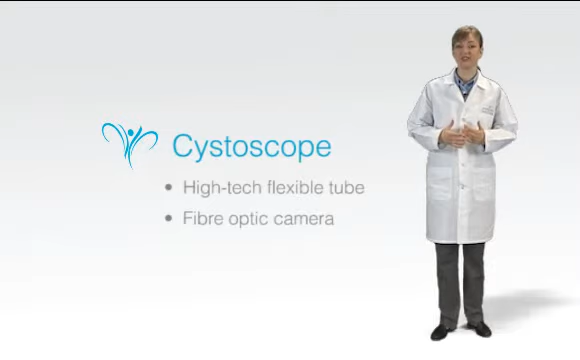 Cystoscope
• High-tech flexible tube
• Fibre optic camera